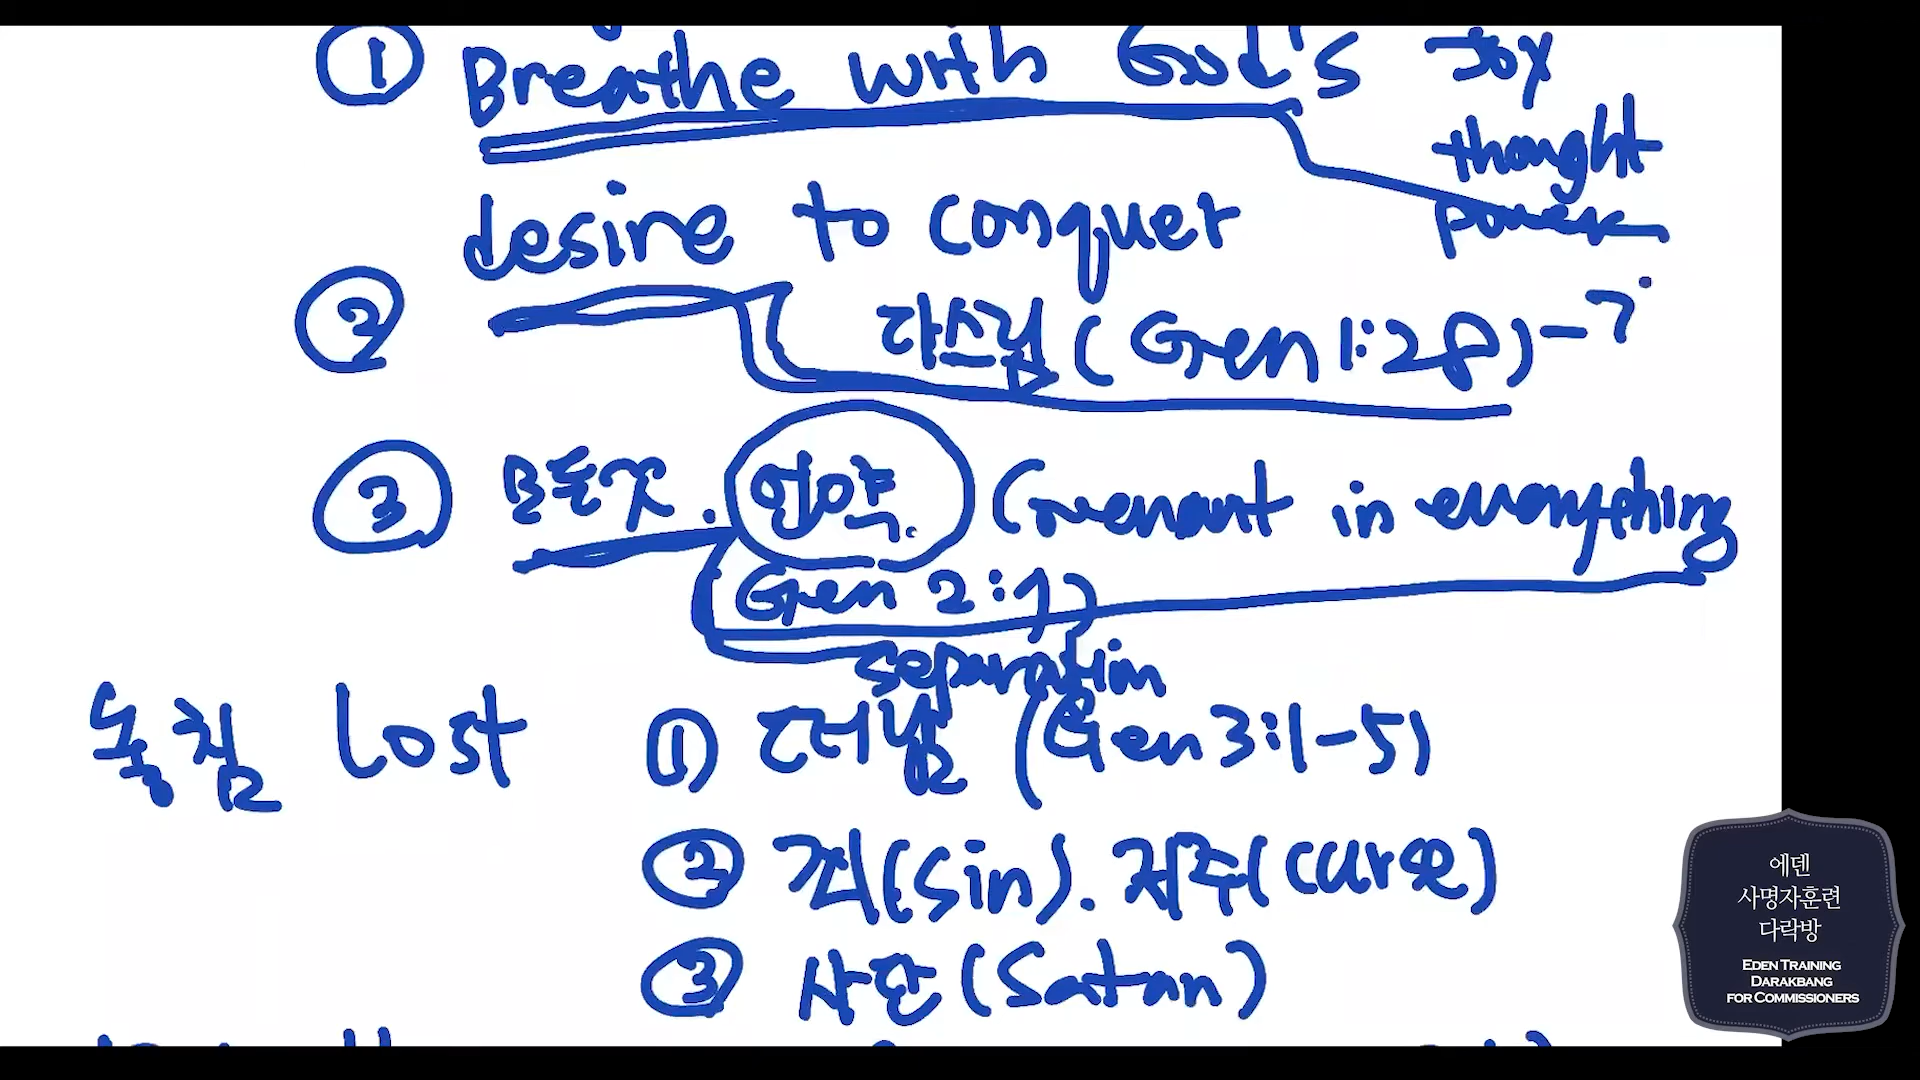 ① Breathe with God's Joy
thought
power
desire to conquer
② 다스림 (Gen 1:28) -
③ 모든것. 언약. Covenant in everything
Gen 2:17
separation
놓침 Lost ① 떠남 (Gen 3:1-5)
② 죄(Sin). 저주(curse)
③ 사단 (Satan)
에덴
사명자훈련
다락방
EDEN TRAINING
DARAKBANG
FOR COMMISSIONERS